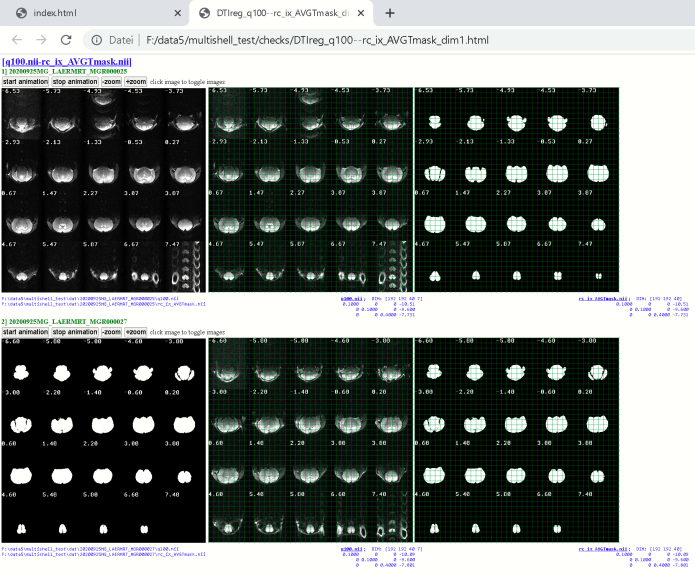 index.html
DTIreg_q100--rc_ix_AVGTmask_dim
Datei F:/data5/multishell_test/checks/DTIreg_q100--rc_ix_AVGTmask_dim1.html
[q100.nii-rc_ix_AVGTmask.nii]
1] 20200925MG_LAERMRT_MGR000025
start animation stop animation -zoom +zoom click image to toggle images
-6.53 -5.73 -4.93 -4.53 -3.73 -6.53 -5.73 -4.93 -4.53 -3.73 -6.53 -5.73 -4.93 -4.53 -3.73
-2.93 -2.13 -1.33 -0.53 0.27 -2.93 -2.13 -1.33 -0.53 0.27 -2.93 -2.13 -1.33 -0.53 0.27
0.67 1.47 2.27 3.07 3.87 0.67 1.47 2.27 3.07 3.87 0.67 1.47 2.27 3.07 3.87
4.67 5.47 5.87 6.67 7.47 4.67 5.47 5.87 6.67 7.47 4.67 5.47 5.87 6.67 7.47
F:\data5\multishell_test\dat\20200925MG_LAERMRT_MGR000025\q100.nii q100.nii; DIM: [192 192 40 7] rc_ix_AVGTmask.nii; DIM: [192 192 40]
F:\data5\multishell_test\dat\20200925MG_LAERMRT_MGR000025\rc_ix_AVGTmask.nii 0.1000 0 0 -10.51 0.1000 0 0 -10.51
0 0.1000 0 -9.600 0 0.1000 0 -9.600
0 0 0.4000 -7.731 0 0 0.4000 -7.731
2] 20200925MG_LAERMRT_MGR000027
start animation stop animation -zoom +zoom click image to toggle images
-6.60 -5.80 -5.00 -4.60 -3.80 -6.60 -5.80 -5.00 -4.60 -3.80 -6.60 -5.80 -5.00 -4.60 -3.80
-3.00 -2.20 -1.40 -0.60 0.20 -3.00 -2.20 -1.40 -0.60 0.20 -3.00 -2.20 -1.40 -0.60 0.20
0.60 1.40 2.20 3.00 3.80 0.60 1.40 2.20 3.00 3.80 0.60 1.40 2.20 3.00 3.80
4.60 5.40 5.80 6.60 7.40 4.60 5.40 5.80 6.60 7.40 4.60 5.40 5.80 6.60 7.40
F:\data5\multishell_test\dat\20200925MG_LAERMRT_MGR000027\q100.nii q100.nii; DIM: [192 192 40 7] rc_ix_AVGTmask.nii; DIM: [192 192 40]
F:\data5\multishell_test\dat\20200925MG_LAERMRT_MGR000027\rc_ix_AVGTmask.nii 0.1000 0 0 -10.09 0.1000 0 0 -10.09
0 0.1000 0 -9.600 0 0.1000 0 -9.600
0 0 0.4000 -7.801 0 0 0.4000 -7.801